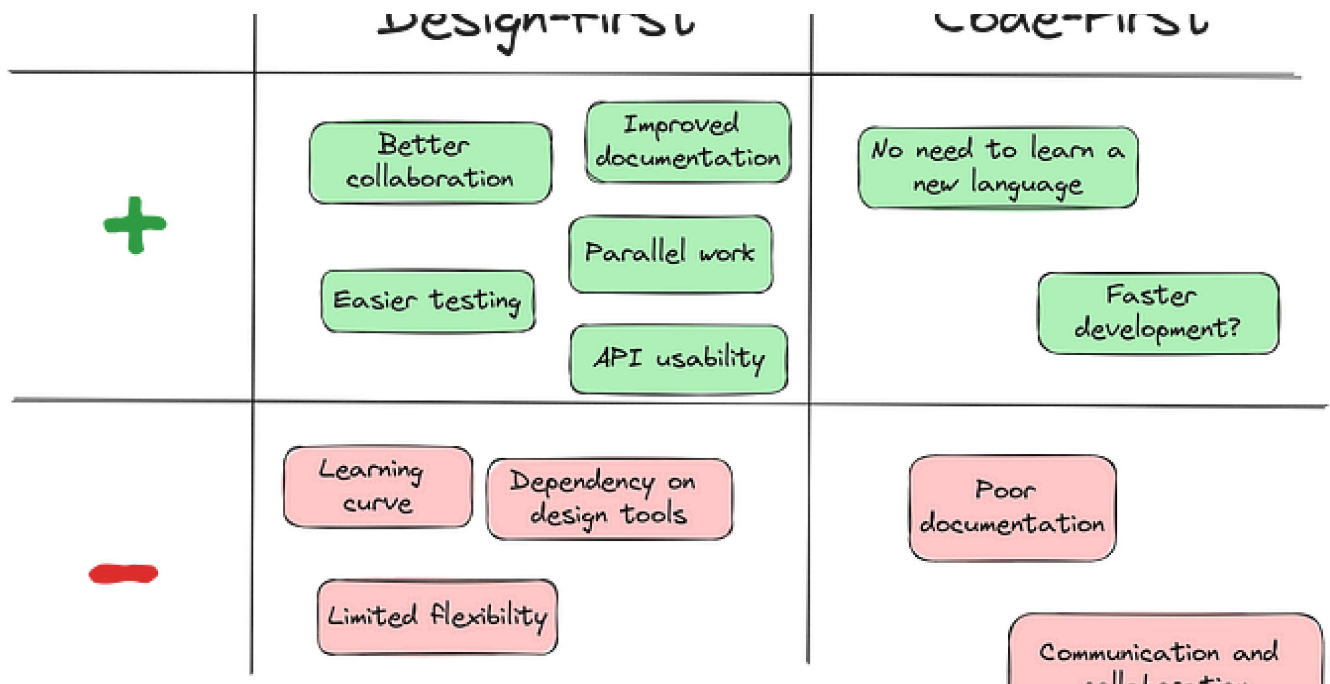 Design-First
Code-First
Better
collaboration
Improved
documentation
Parallel work
Easier testing
API usability
No need to learn a
new language
Faster
development?
Learning
curve
Dependency on
design tools
Limited flexibility
Poor
documentation
Communication and
collaboration